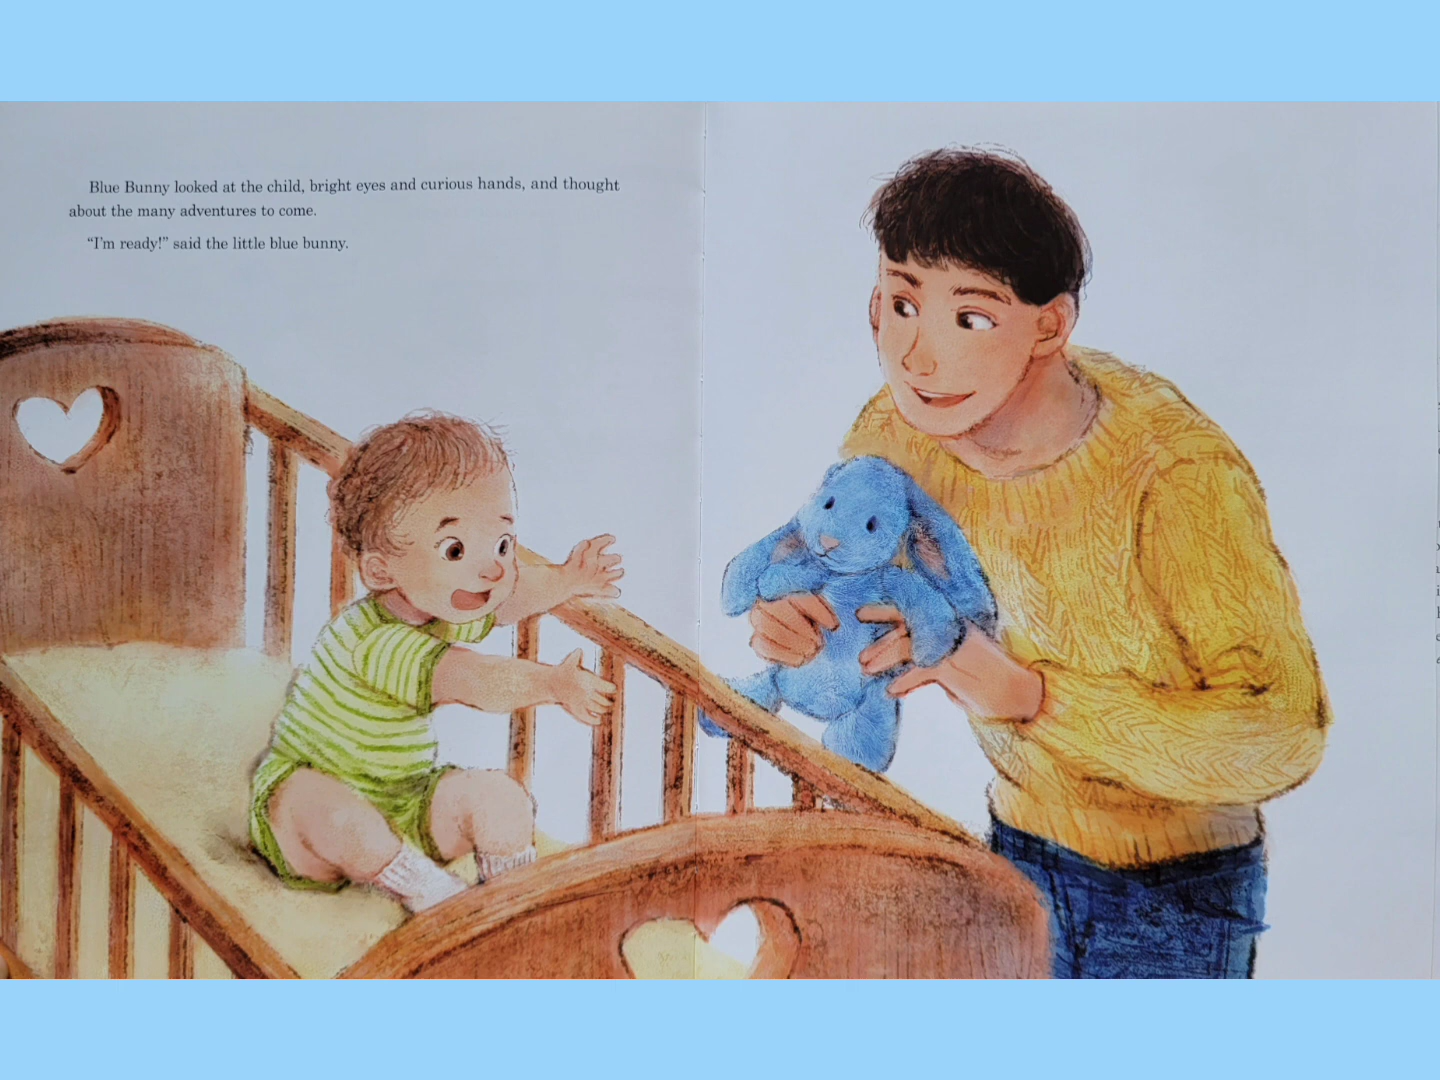 Blue Bunny looked at the child, bright eyes and curious hands, and thought
about the many adventures to come.
“I’m ready!” said the little blue bunny.